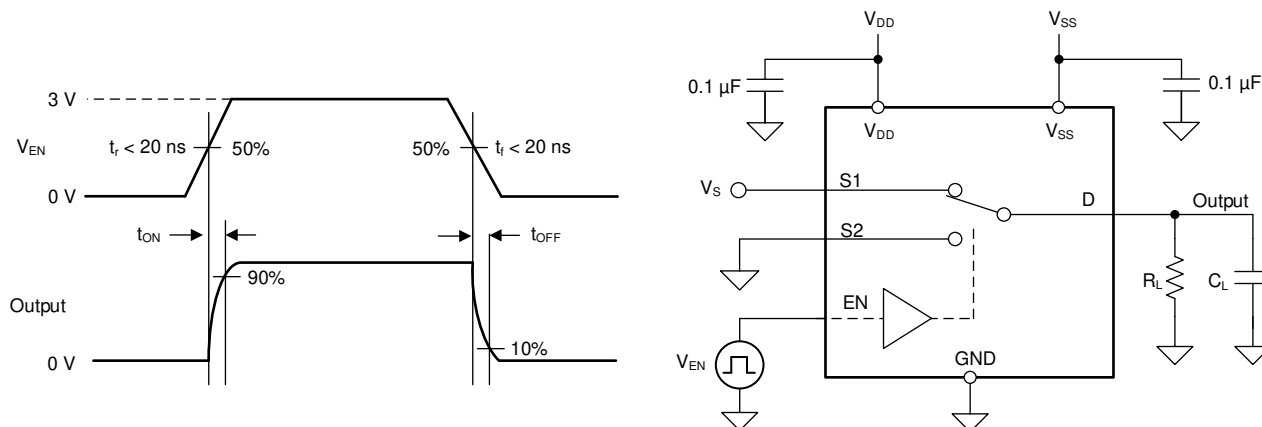 3 V
V_EN
t_r < 20 ns
50%
50%
t_f < 20 ns
0 V
t_ON
t_OFF
90%
Output
10%
0 V
V_DD
V_SS
0.1 µF
0.1 µF
V_DD
V_SS
V_S
S1
D
Output
S2
R_L
C_L
EN
V_EN
GND